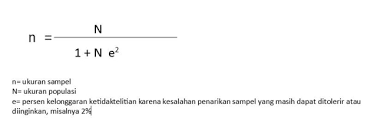 n = N
1 + N e²
n= ukuran sampel
N= ukuran populasi
e= persen kelonggaran ketidaktelitian karena kesalahan penarikan sampel yang masih dapat ditolerir atau
diinginkan, misalnya 2%